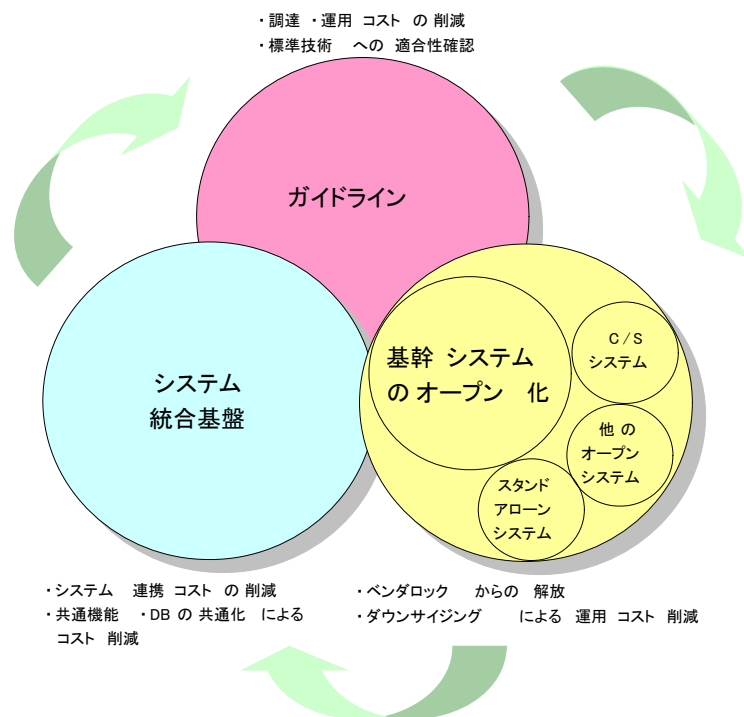 ・調達・運用コストの削減
・標準技術への適合性確認
ガイドライン
システム
統合基盤
基幹システム
のオープン化
C/S
システム
他の
オープン
システム
スタンド
アローン
システム
・システム連携コストの削減
・共通機能・DBの共通化による
コスト削減
・ベンダロックからの解放
・ダウンサイジングによる運用コスト削減